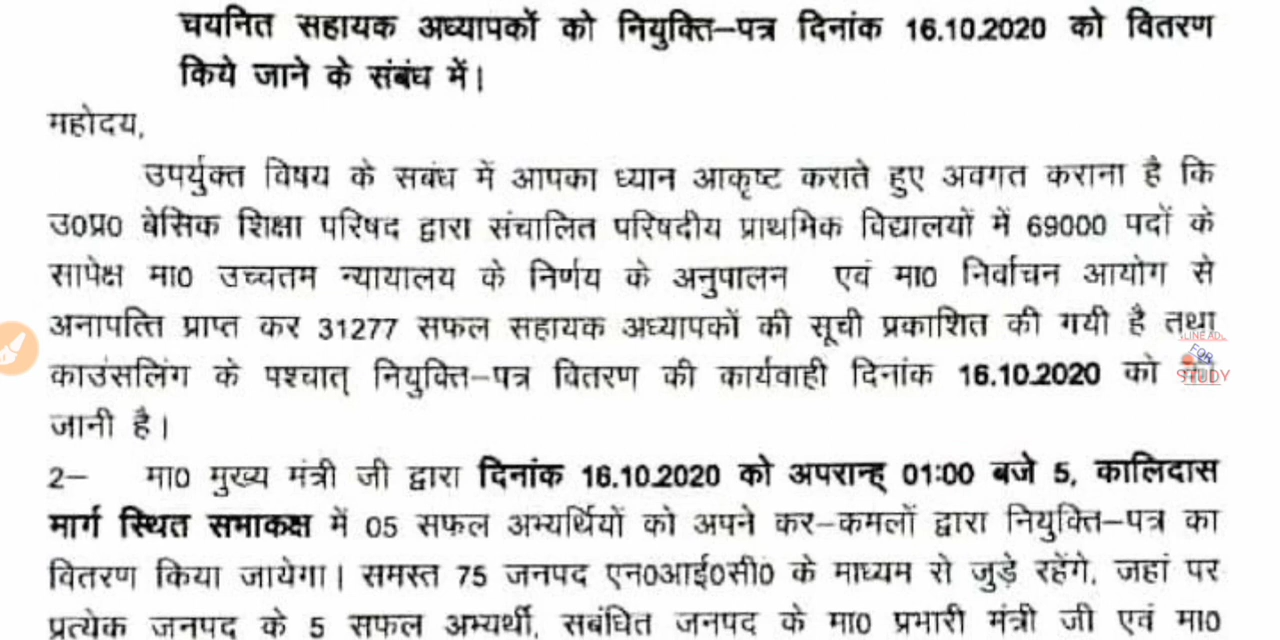 चयनित सहायक अध्यापकों को नियुक्ति–पत्र दिनांक 16.10.2020 को वितरण
किये जाने के संबंध में।
महोदय,
उपर्युक्त विषय के सबंध में आपका ध्यान आकृष्ट कराते हुए अवगत कराना है कि
उ0प्र0 बेसिक शिक्षा परिषद द्वारा संचालित परिषदीय प्राथमिक विद्यालयों में 69000 पदों के
सापेक्ष मा0 उच्चतम न्यायालय के निर्णय के अनुपालन एवं मा0 निर्वाचन आयोग से
अनापत्ति प्राप्त कर 31277 सफल सहायक अध्यापकों की सूची प्रकाशित की गयी है तथा
काउंसलिंग के पश्चात् नियुक्ति–पत्र वितरण की कार्यवाही दिनांक 16.10.2020 को
जानी है।
2– मा0 मुख्य मंत्री जी द्वारा दिनांक 16.10.2020 को अपरान्ह् 01:00 बजे 5, कालिदास
मार्ग स्थित समाकक्ष में 05 सफल अभ्यर्थियों को अपने कर–कमलों द्वारा नियुक्ति–पत्र का
वितरण किया जायेगा। समस्त 75 जनपद एन0आई0सी0 के माध्यम से जुड़े रहेंगे, जहां पर
प्रत्येक जनपद के 5 सफल अभ्यर्थी, सबंधित जनपद के मा0 प्रभारी मंत्री जी एवं मा0
FOR
STUDY